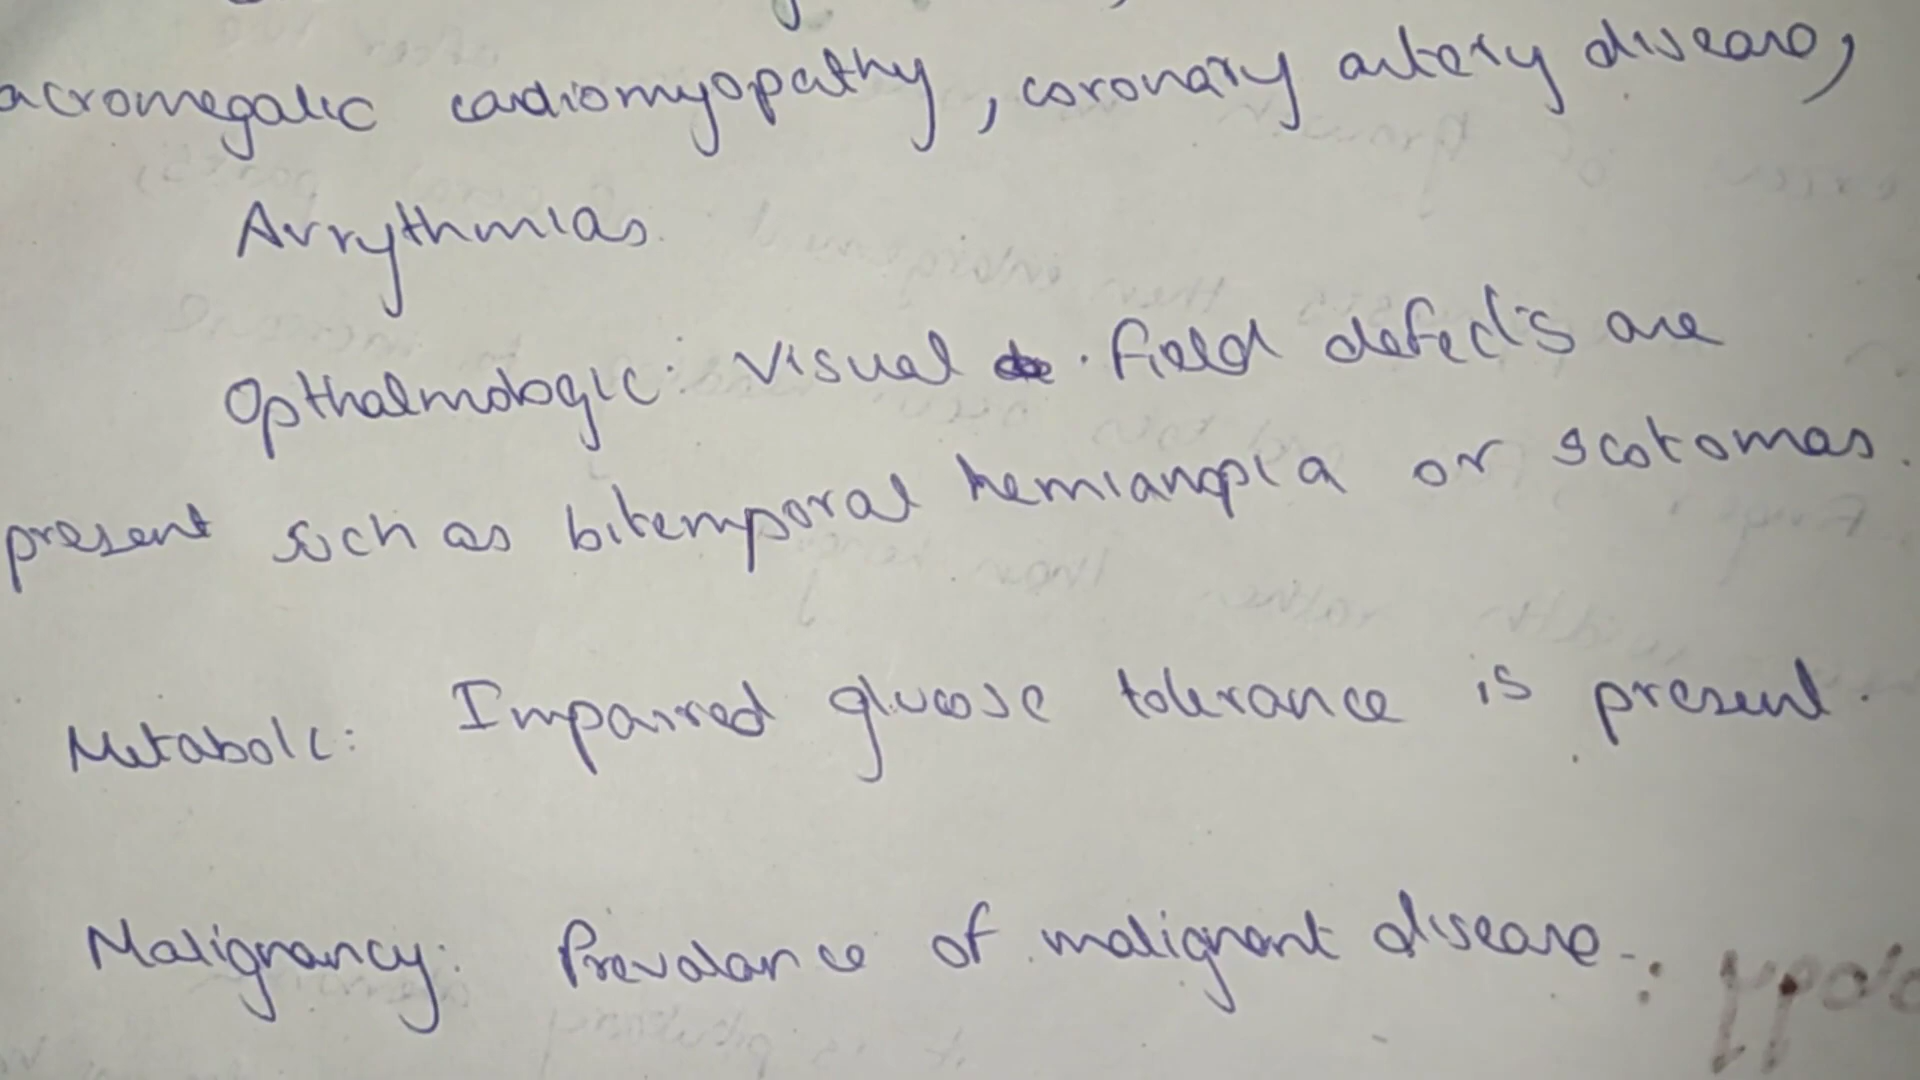 acromegalic cardiomyopathy, coronary artery disease,
Arrythmias.
Opthalmologic: visual field defects are
present such as bitemporal hemianopia or scotomas.
Metabolc: Impaired glucose tolerance is present.
Malignancy: Prevalance of malignant disease.